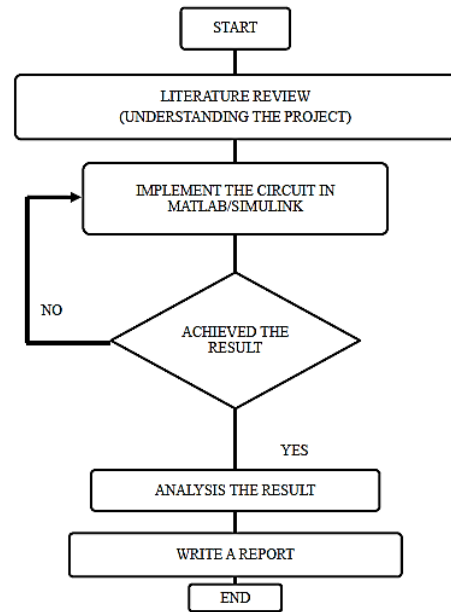 START
LITERATURE REVIEW
(UNDERSTANDING THE PROJECT)
IMPLEMENT THE CIRCUIT IN
MATLAB/SIMULINK
NO
ACHIEVED THE
RESULT
YES
ANALYSIS THE RESULT
WRITE A REPORT
END